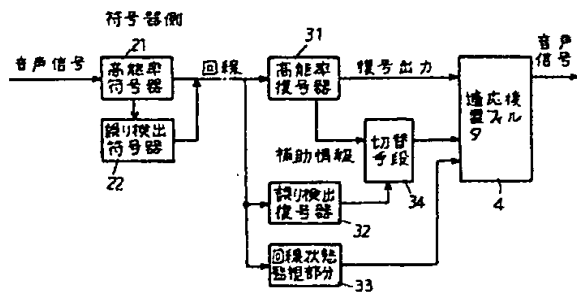 符号器側
音声信号
21
高能率
符号器
誤り検出
符号器
22
回線
31
高能率
復号器
復号出力
補助情報
切替
手段
34
誤り検出
復号器
32
回線状態
監視部分
33
適応後
置フィル
タ
4
音声
信号